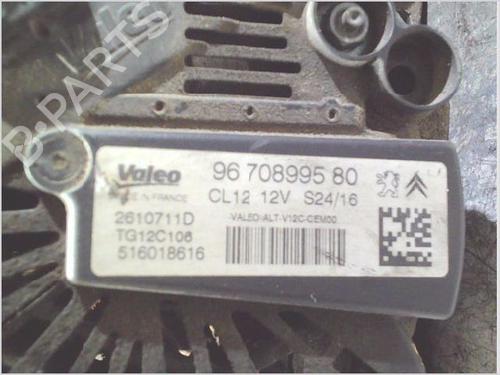 B-PARTS
Valeo 96 708995 80
MADE IN FRANCE CL12 12V S24/16
2610711D VALEO-ALT-V12C-CEM00
TG12C106
516018616